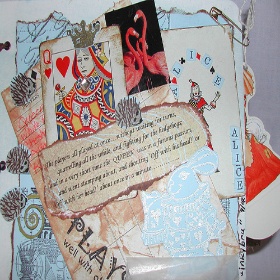 Q
ALICE
The players all played at once without waiting for turns,
quarrelling all the while, and fighting for the hedgehogs;
and in a very short time the "QUEEN" was in a furious passion,
and went stamping about, and shouting "Off with his head!" or
"Off with her head!" about once in a minute.
ALICE
PLAY
well with